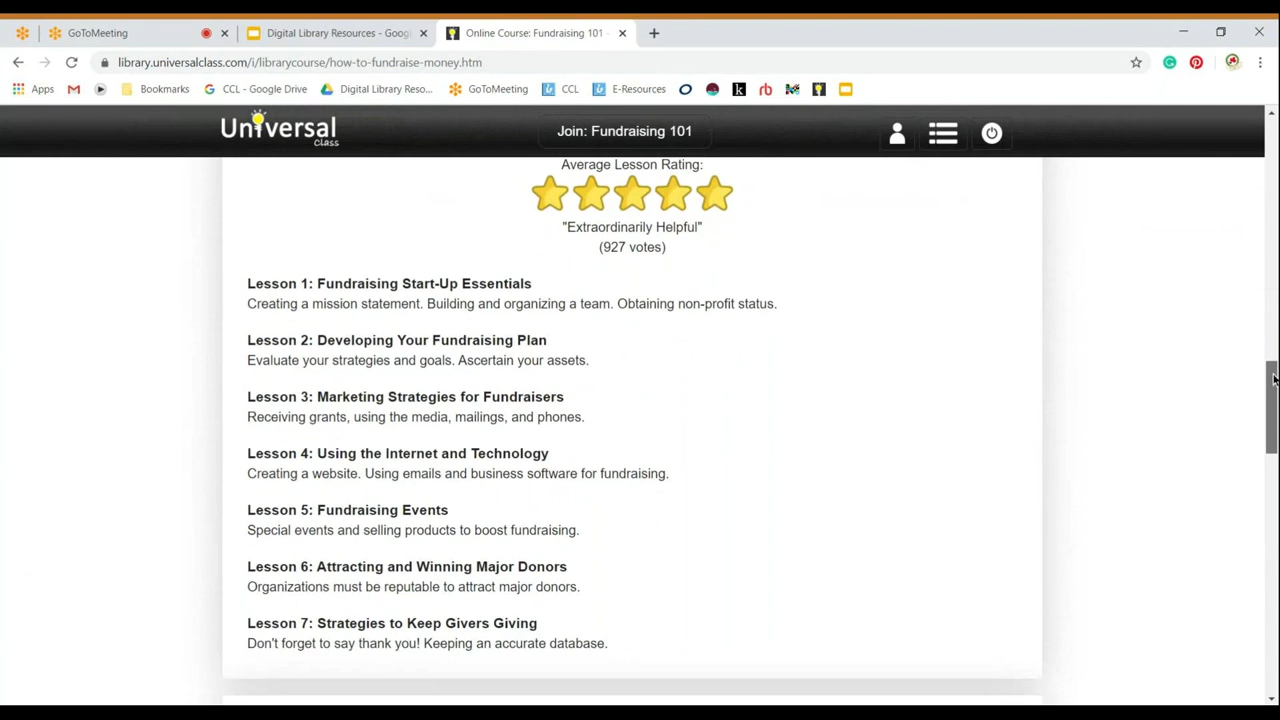 GoToMeeting
Digital Library Resources - Googl
Online Course: Fundraising 101 -
library.universalclass.com/i/librarycourse/how-to-fundraise-money.htm
Apps
Bookmarks
CCL - Google Drive
Digital Library Reso...
GoToMeeting
CCL
E-Resources
Universal
Class
Join: Fundraising 101
Average Lesson Rating:
"Extraordinarily Helpful"
(927 votes)
Lesson 1: Fundraising Start-Up Essentials
Creating a mission statement. Building and organizing a team. Obtaining non-profit status.
Lesson 2: Developing Your Fundraising Plan
Evaluate your strategies and goals. Ascertain your assets.
Lesson 3: Marketing Strategies for Fundraisers
Receiving grants, using the media, mailings, and phones.
Lesson 4: Using the Internet and Technology
Creating a website. Using emails and business software for fundraising.
Lesson 5: Fundraising Events
Special events and selling products to boost fundraising.
Lesson 6: Attracting and Winning Major Donors
Organizations must be reputable to attract major donors.
Lesson 7: Strategies to Keep Givers Giving
Don't forget to say thank you! Keeping an accurate database.